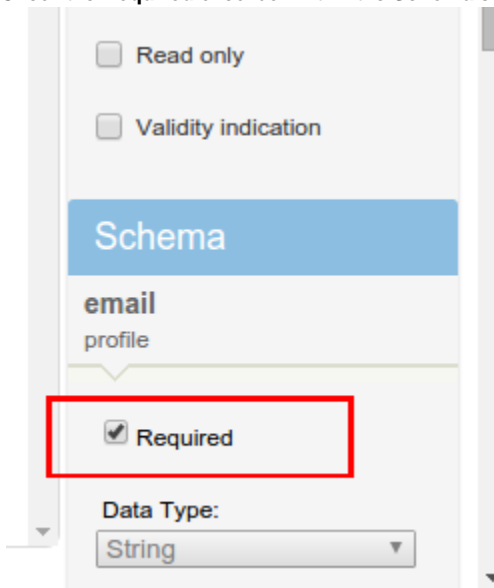 Read only
Validity indication
Schema
email
profile
Required
Data Type:
String